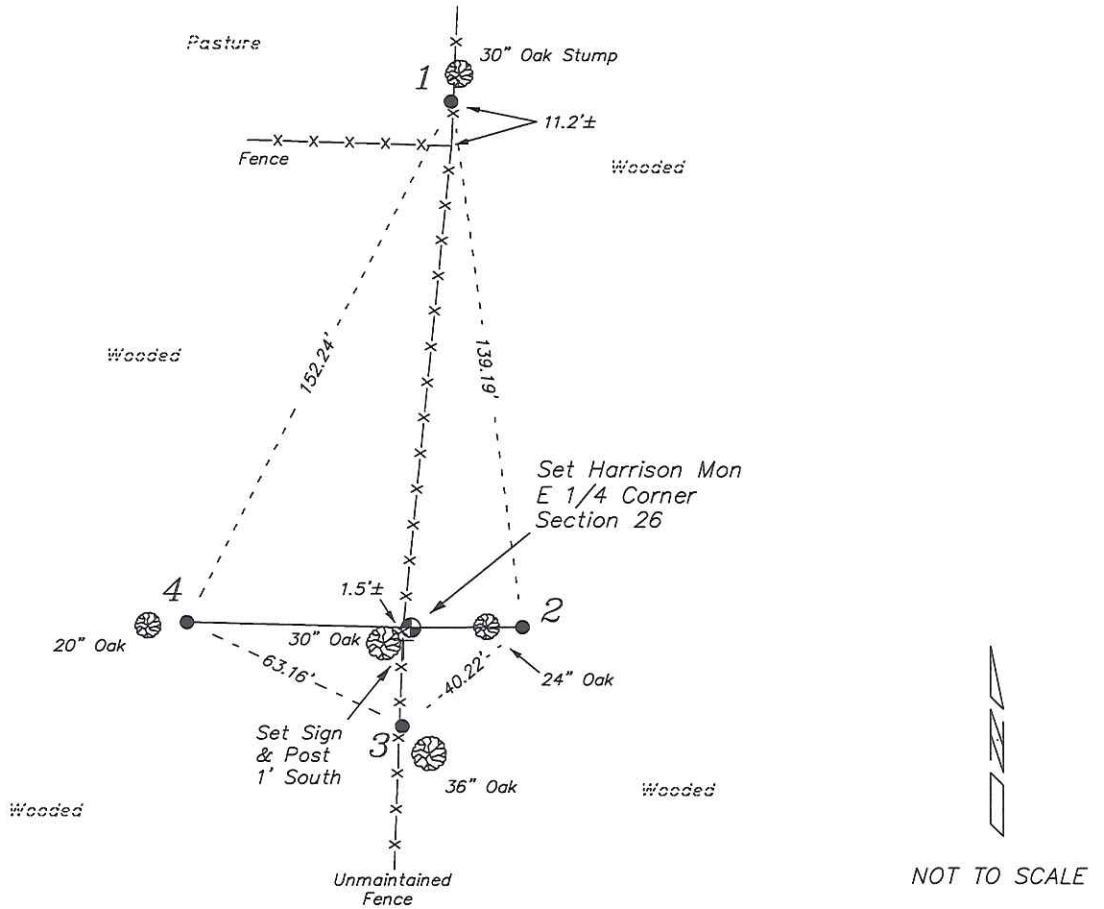 Pasture
30" Oak Stump
1
11.2'±
Fence
Wooded
Wooded
152.24'
139.19'
Set Harrison Mon
E 1/4 Corner
Section 26
1.5'±
4
2
20" Oak
30" Oak
24" Oak
63.16'
40.22'
Set Sign
& Post
1' South
3
36" Oak
Wooded
Wooded
Unmaintained
Fence
N
NOT TO SCALE